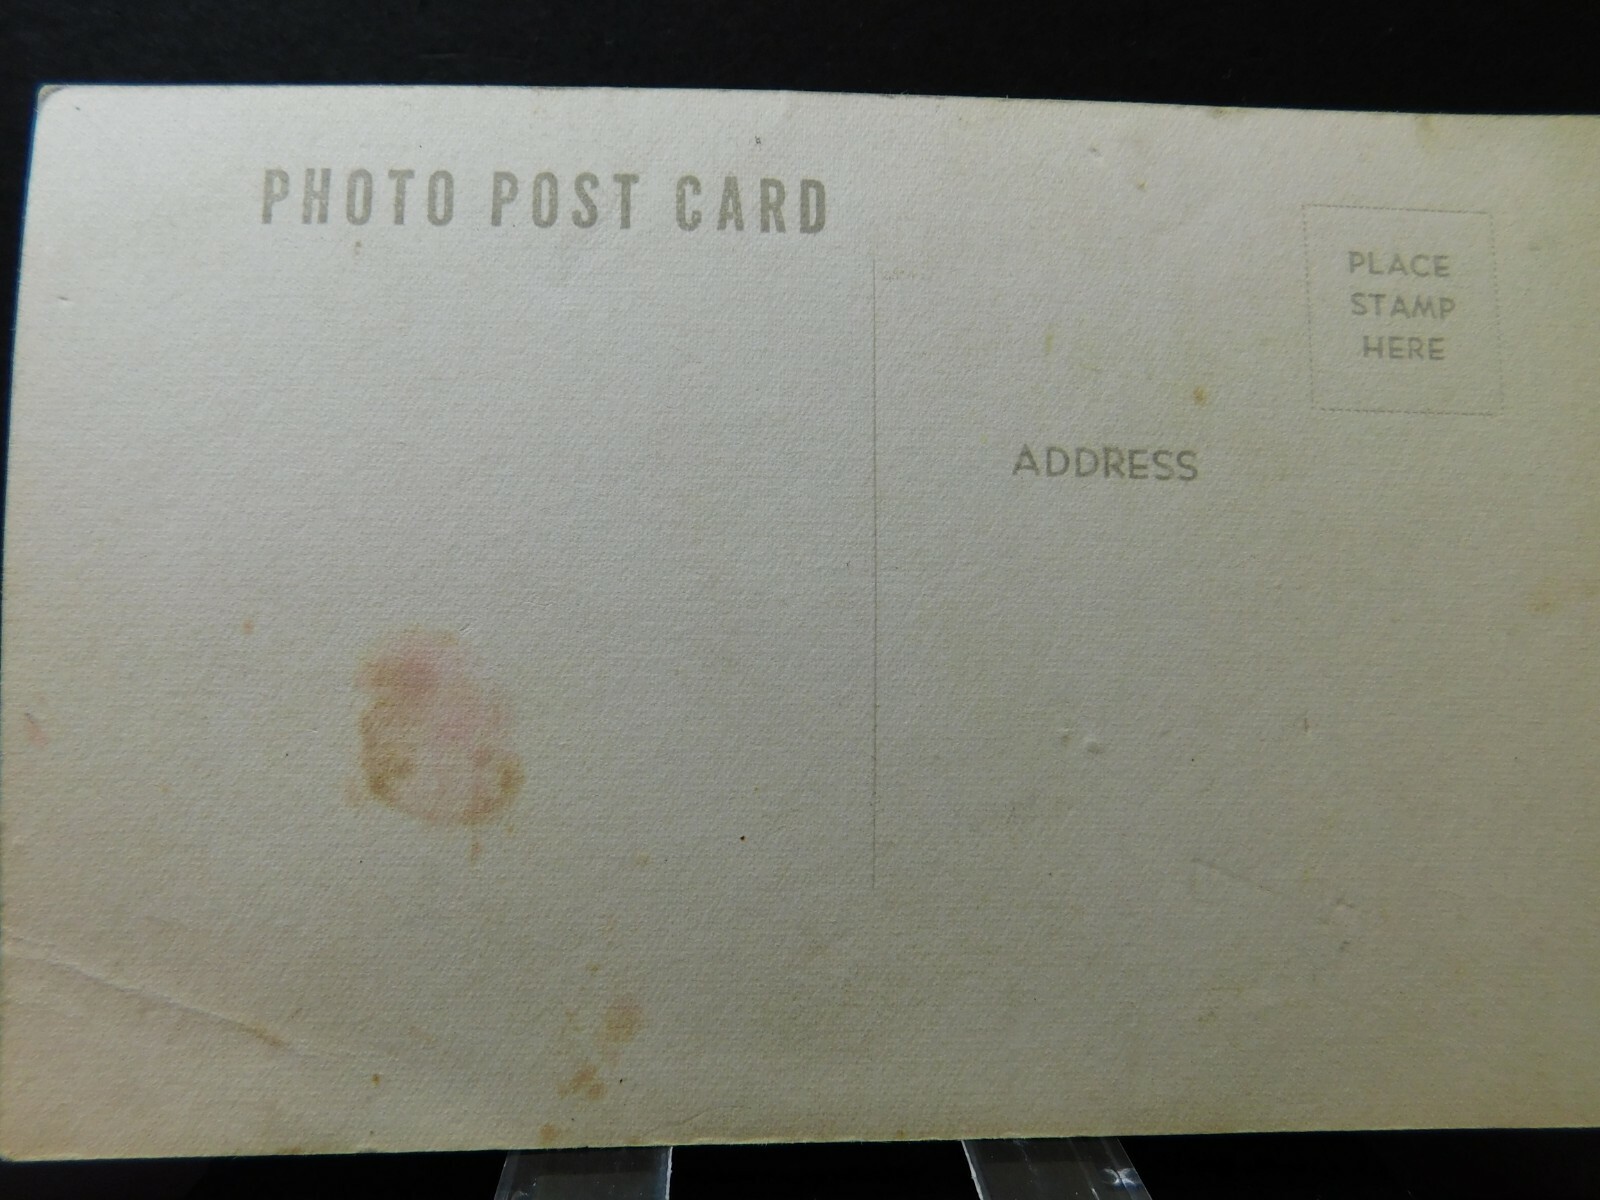 PHOTO POST CARD
PLACE
STAMP
HERE
ADDRESS